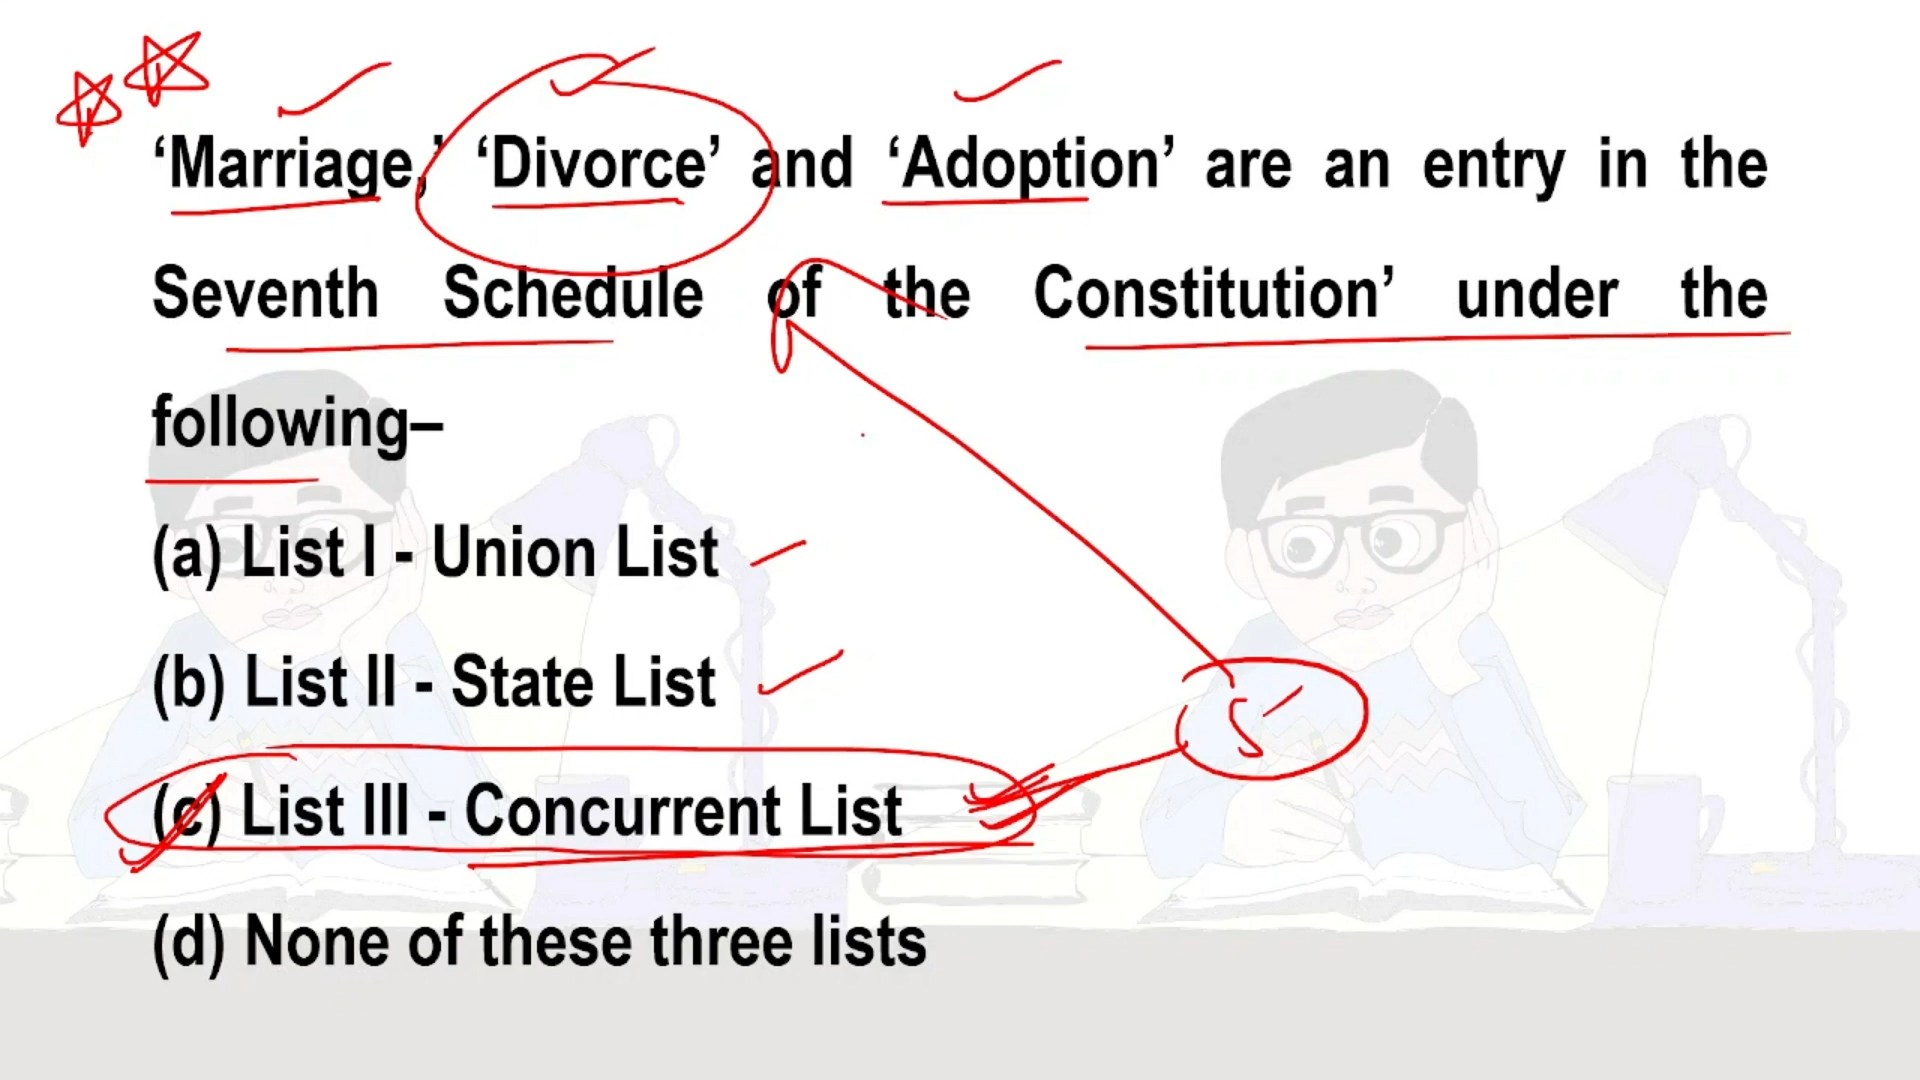 ‘Marriage,’ ‘Divorce’ and ‘Adoption’ are an entry in the
Seventh Schedule of the Constitution’ under the
following–
(a) List I - Union List
(b) List II - State List
(c) List III - Concurrent List
(d) None of these three lists